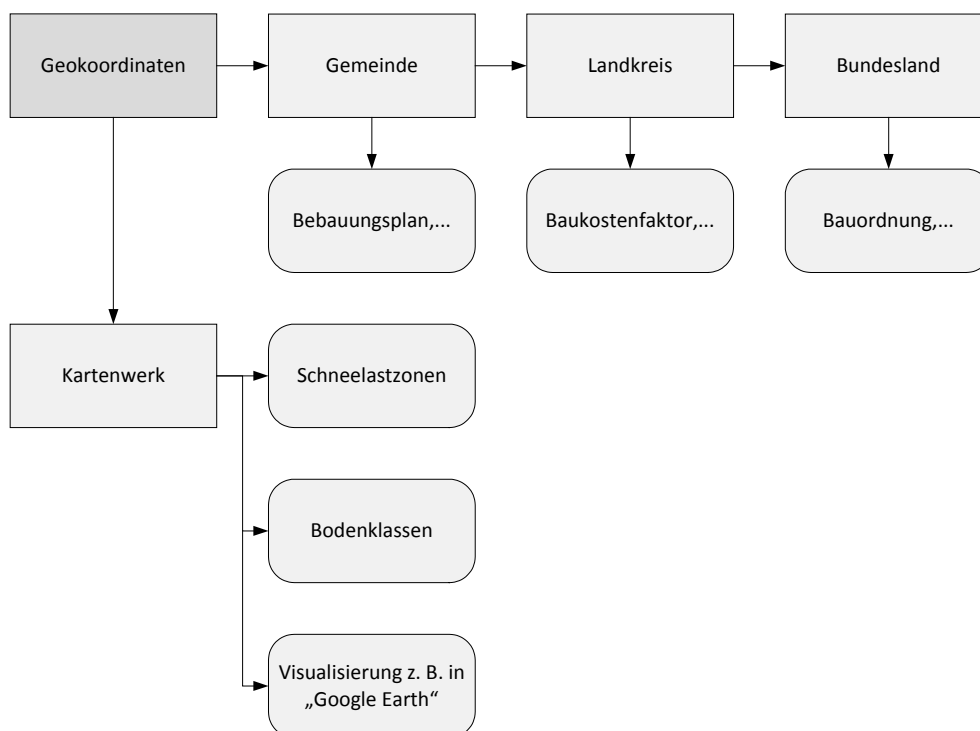 Geokoordinaten
Gemeinde
Landkreis
Bundesland
Bebauungsplan,...
Baukostenfaktor,...
Bauordnung,...
Kartenwerk
Schneelastzonen
Bodenklassen
Visualisierung z. B. in
„Google Earth“